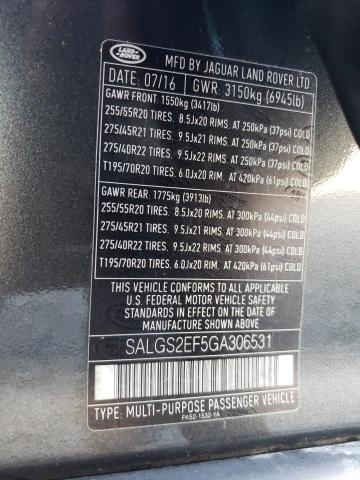 LAND-
ROVER
MFD BY JAGUAR LAND ROVER LTD
DATE: 07/16 GWR: 3150kg (6945lb)
GAWR FRONT: 1550kg (3417lb)
255/55R20 TIRES. 8.5Jx20 RIMS. AT 250kPa (37psi) COLD
275/45R21 TIRES. 9.5Jx21 RIMS. AT 250kPa (37psi) COLD
275/40R22 TIRES. 9.5Jx22 RIMS. AT 250kPa (37psi) COLD
T195/70R20 TIRES. 6.0Jx20 RIM. AT 420kPa (61psi) COLD
GAWR REAR: 1775kg (3913lb)
255/55R20 TIRES. 8.5Jx20 RIMS. AT 300kPa (44psi) COLD
275/45R21 TIRES. 9.5Jx21 RIMS. AT 300kPa (44psi) COLD
275/40R22 TIRES. 9.5Jx22 RIMS. AT 300kPa (44psi) COLD
T195/70R20 TIRES. 6.0Jx20 RIM. AT 420kPa (61psi) COLD
THIS VEHICLE CONFORMS TO ALL APPLICABLE
U.S. FEDERAL MOTOR VEHICLE SAFETY
STANDARDS IN EFFECT ON THE DATE OF
MANUFACTURE SHOWN ABOVE
SALGS2EF5GA306531
TYPE: MULTI-PURPOSE PASSENGER VEHICLE
FK52-1532-YA